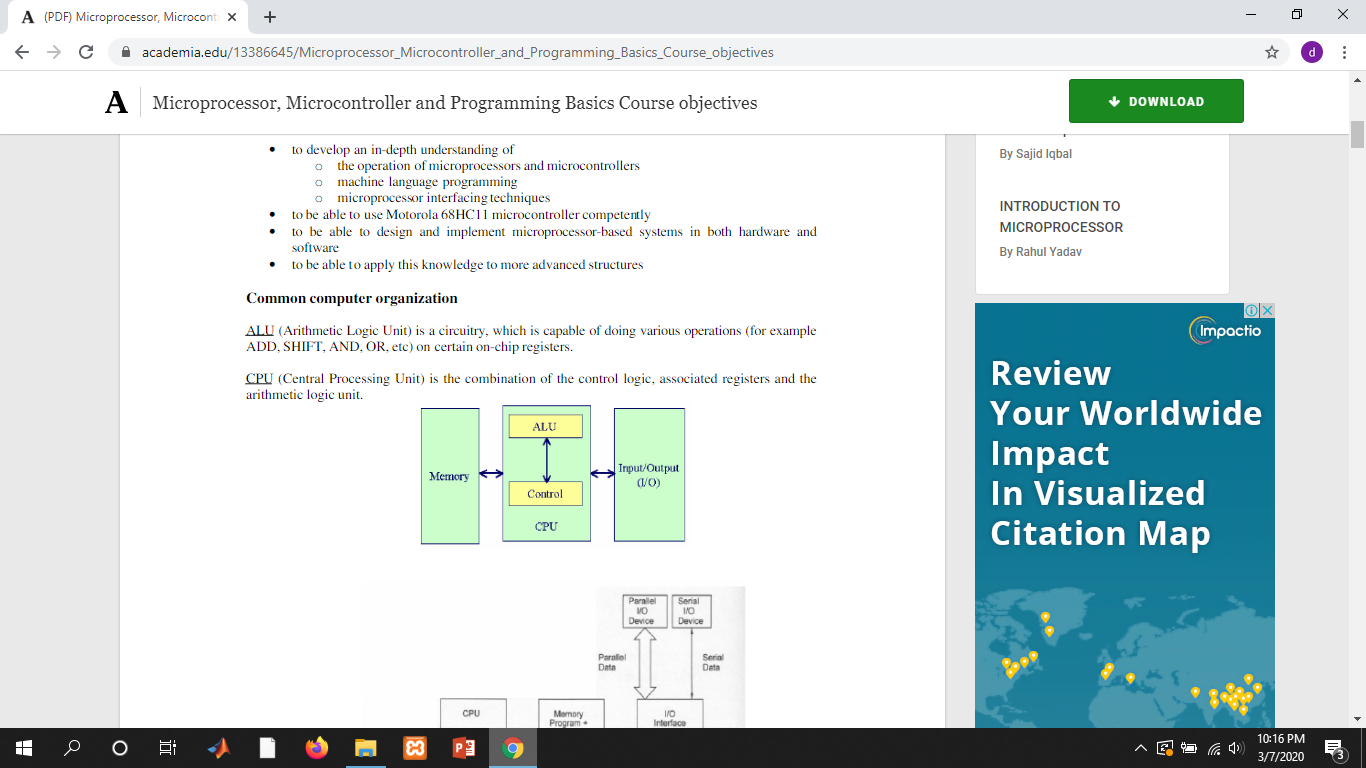 (PDF) Microprocessor, Microcont
academia.edu/13386645/Microprocessor_Microcontroller_and_Programming_Basics_Course_objectives
d
A
Microprocessor, Microcontroller and Programming Basics Course objectives
DOWNLOAD
• to develop an in-depth understanding of
o the operation of microprocessors and microcontrollers
o machine language programming
o microprocessor interfacing techniques
• to be able to use Motorola 68HC11 microcontroller competently
• to be able to design and implement microprocessor-based systems in both hardware and
software
• to be able to apply this knowledge to more advanced structures
Common computer organization
ALU (Arithmetic Logic Unit) is a circuitry, which is capable of doing various operations (for example
ADD, SHIFT, AND, OR, etc) on certain on-chip registers.
CPU (Central Processing Unit) is the combination of the control logic, associated registers and the
arithmetic logic unit.
Memory
ALU
Control
CPU
Input/Output
(I/O)
Parallel
I/O
Device
Serial
I/O
Device
Parallel
Data
Serial
Data
CPU
Memory
Program +
I/O
Interface
By Sajid Iqbal
INTRODUCTION TO
MICROPROCESSOR
By Rahul Yadav
Impactio
Review
Your Worldwide
Impact
In Visualized
Citation Map
10:16 PM
3/7/2020
3